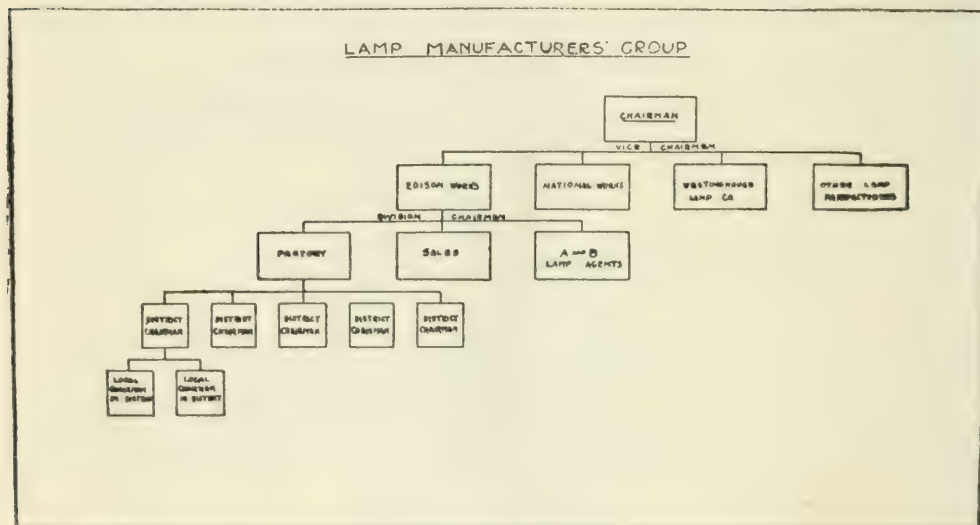 LAMP MANUFACTURERS' GROUP
CHAIRMAN
VICE CHAIRMAN
EDISON WORKS
NATIONAL WORKS
WESTINGHOUSE
LAMP CO.
OTHER LAMP
MANUFACTURERS
DIVISION CHAIRMAN
FACTORY
SALES
A AND B
LAMP AGENTS
DISTRICT
CHAIRMAN
DISTRICT
CHAIRMAN
DISTRICT
CHAIRMAN
DISTRICT
CHAIRMAN
DISTRICT
CHAIRMAN
LOCAL
CHAIRMAN
IN DISTRICT
LOCAL
CHAIRMAN
IN DISTRICT